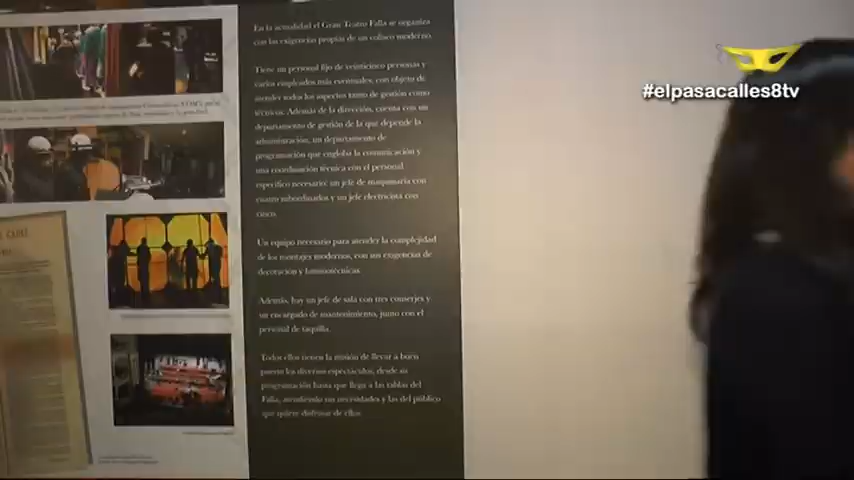 #elpasacalles8tv
En la actualidad el Gran Teatro Falla se organiza
con las exigencias propias de un coliseo moderno.
Tiene un personal fijo de veinticinco personas y
varios empleados más eventuales, con objeto de
atender todos los aspectos tanto de gestión como
técnicos. Además de la dirección, cuenta con un
departamento de gestión de la que depende la
administración, un departamento de
programación que engloba la comunicación y
una coordinación técnica con el personal
específico necesario: un jefe de maquinaria con
cuatro subordinados y un jefe electricista con
cinco.
Un equipo necesario para atender la complejidad
de los montajes modernos, con sus exigencias de
decoración y luminotécnicas.
Además, hay un jefe de sala con tres conserjes y
un encargado de mantenimiento, junto con el
personal de taquilla.
Todos ellos tienen la misión de llevar a buen
puerto los diversos espectáculos, desde su
programación hasta que llega a las tablas del
Falla, atendiendo sus necesidades y las del público
que quiere disfrutar de ellos.